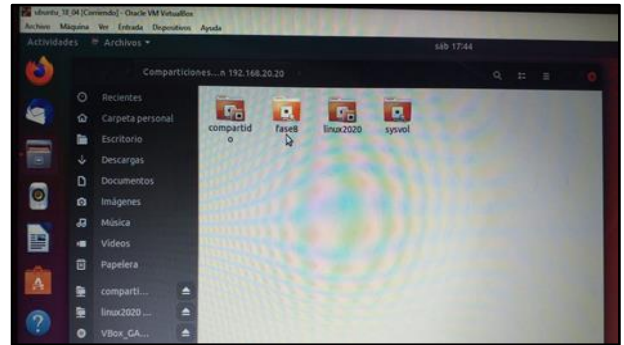 ubuntu_18_04 [Corriendo] - Oracle VM VirtualBox
Archivo Máquina Ver Entrada Dispositivos Ayuda
Actividades Archivos sáb 17:44
Comparticiones...n 192.168.20.20
Recientes
Carpeta personal
Escritorio
Descargas
Documentos
Imágenes
Música
Vídeos
Papelera
comparti...
linux2020 ...
VBox_GA...
compartid
o
fase8
linux2020
sysvol